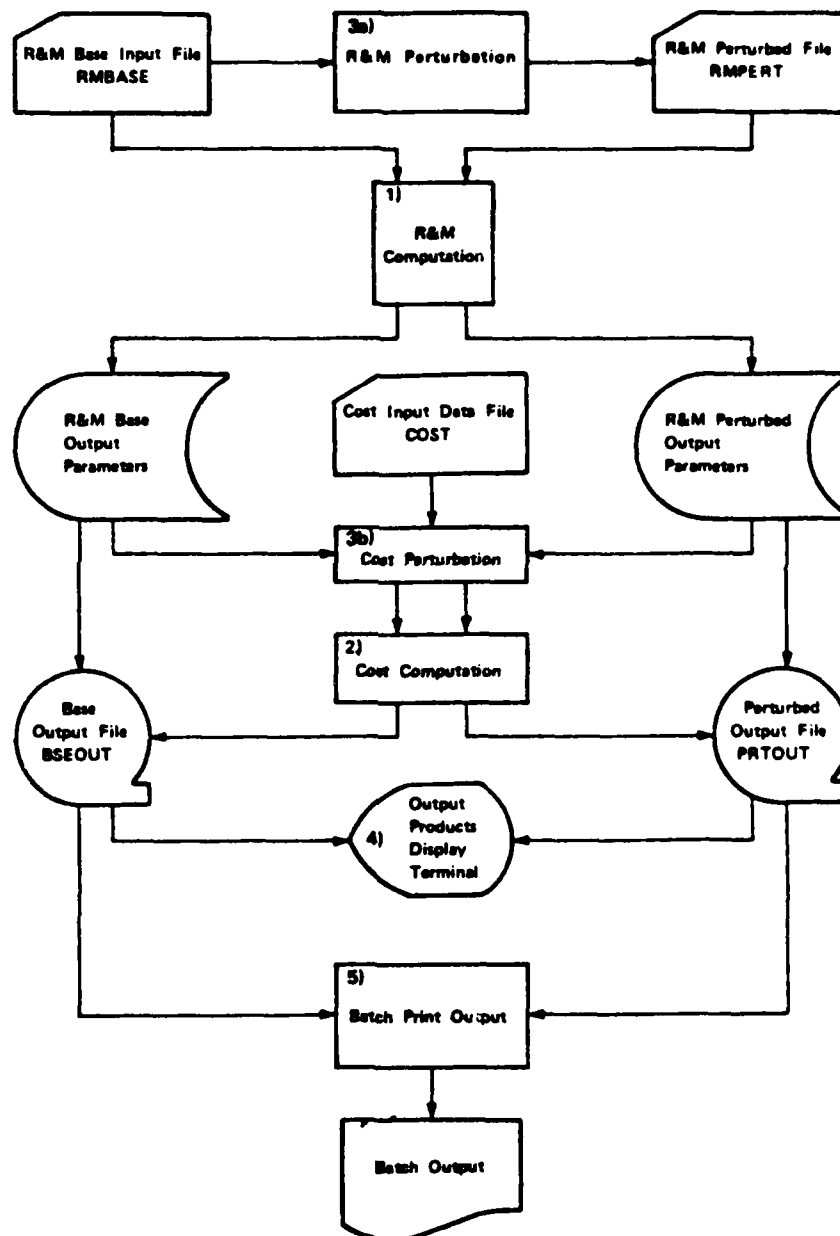 3a)
R&M Base Input File
RMBASE
R&M Perturbation
R&M Perturbed File
RMPERT
1)
R&M
Computation
R&M Base
Output
Parameters
Cost Input Data File
COST
R&M Perturbed
Output
Parameters
3b)
Cost Perturbation
2)
Cost Computation
Base
Output File
BSEOUT
Perturbed
Output File
PRTOUT
4)
Output
Products
Display
Terminal
5)
Batch Print Output
Batch Output